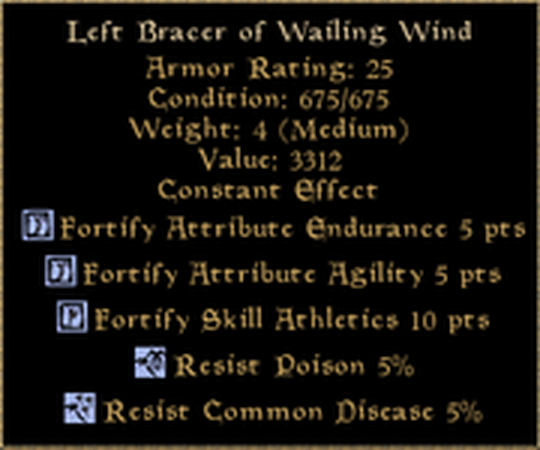 Left Bracer of Wailing Wind
Armor Rating: 25
Condition: 675/675
Weight: 4 (Medium)
Value: 3312
Constant Effect
Fortify Attribute Endurance 5 pts
Fortify Attribute Agility 5 pts
Fortify Skill Athletics 10 pts
Resist Poison 5%
Resist Common Disease 5%